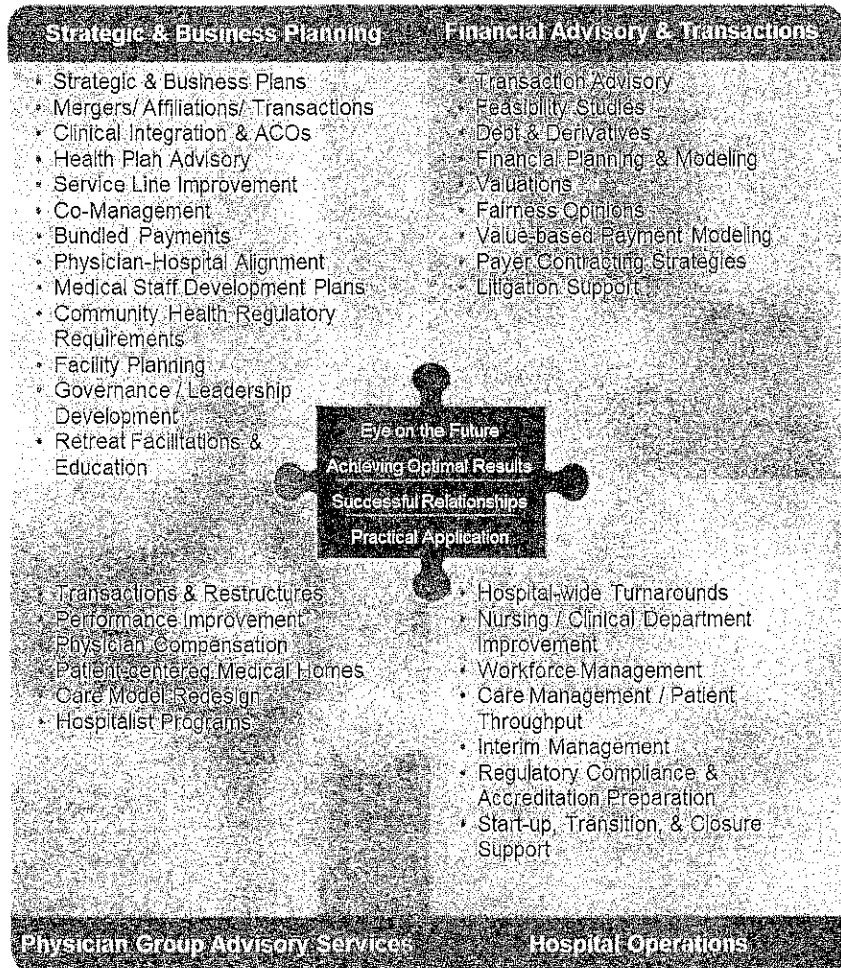 Strategic & Business Planning
• Strategic & Business Plans
• Mergers/ Affiliations/ Transactions
• Clinical Integration & ACOs
• Health Plan Advisory
• Service Line Improvement
• Co-Management
• Bundled Payments
• Physician-Hospital Alignment
• Medical Staff Development Plans
• Community Health Regulatory
Requirements
• Facility Planning
• Governance / Leadership
Development
• Retreat Facilitations &
Education
Financial Advisory & Transactions
• Transaction Advisory
• Feasibility Studies
• Debt & Derivatives
• Financial Planning & Modeling
• Valuations
• Fairness Opinions
• Value-based Payment Modeling
• Payer Contracting Strategies
• Litigation Support
Eye on the Future
Achieving Optimal Results
Successful Relationships
Practical Application
• Transactions & Restructures
• Performance Improvement
• Physician Compensation
• Patient-centered Medical Homes
• Care Model Redesign
• Hospitalist Programs
Physician Group Advisory Services
• Hospital-wide Turnarounds
• Nursing / Clinical Department
Improvement
• Workforce Management
• Care Management / Patient
Throughput
• Interim Management
• Regulatory Compliance &
Accreditation Preparation
• Start-up, Transition, & Closure
Support
Hospital Operations